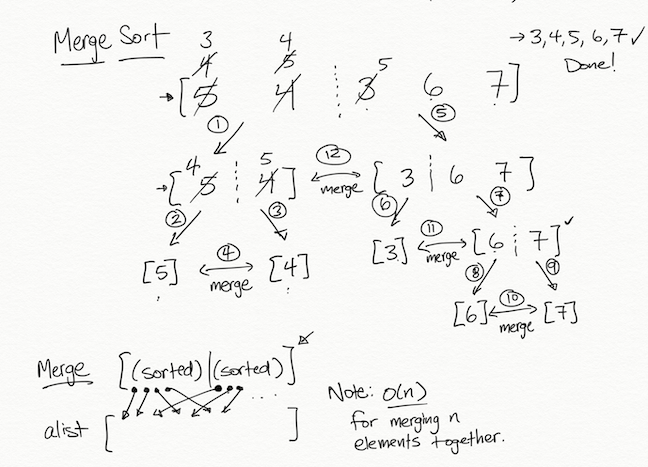 Merge Sort
3 4 → 3, 4, 5, 6, 7 ✓
4 5 5 Done!
→ [ 5 4 ⋮ 3 6 7 ]
① ⑤
4 5 ⑫
→ [ 5 ⋮ 4 ] merge [ 3 ⋮ 6 7 ]
② ③ ⑥ ⑦
④ ⑪
[5] merge [4] [3] merge [6 ⋮ 7] ✓
⑧ ⑨
⑩
[6] merge [7]
Merge [(sorted)|(sorted)]
alist [ ]
Note: O(n)
for merging n
elements together.